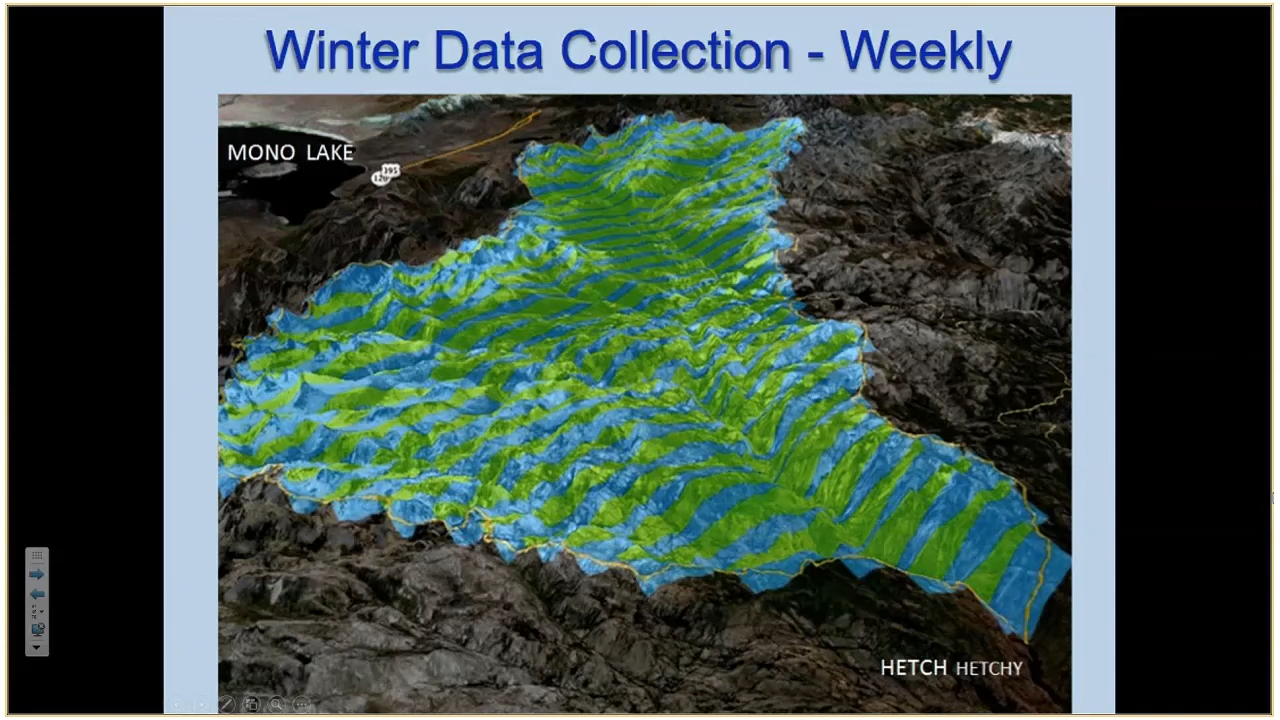 Winter Data Collection - Weekly
MONO LAKE
395
120
HETCH HETCHY